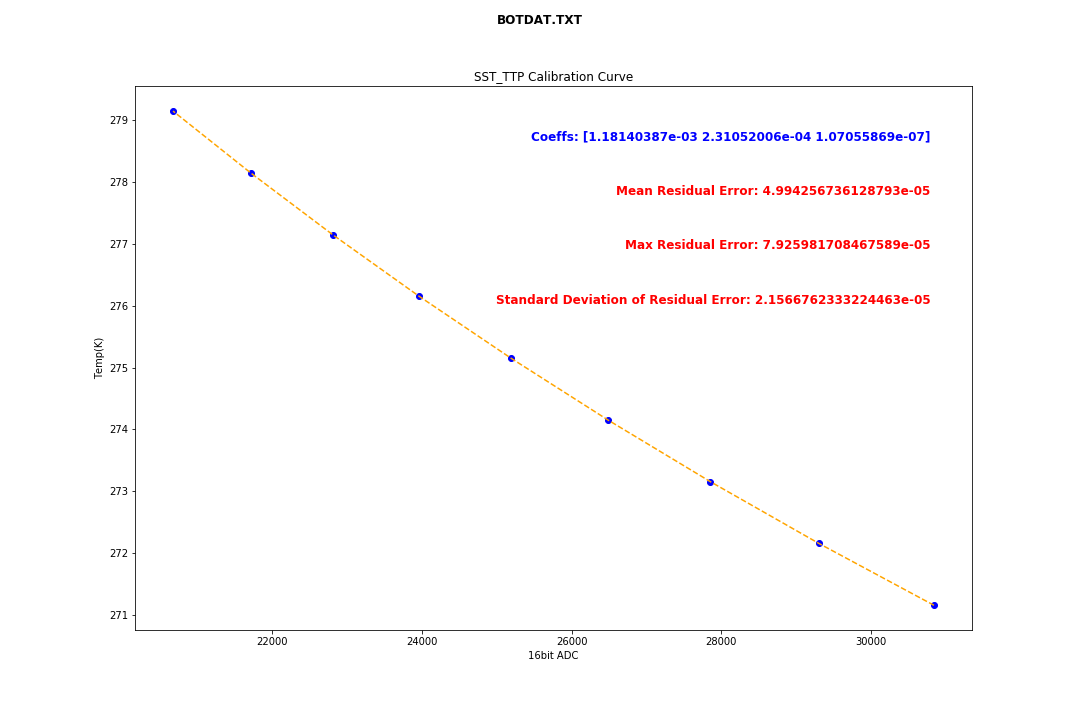 BOTDAT.TXT
SST_TTP Calibration Curve
Coeffs: [1.18140387e-03 2.31052006e-04 1.07055869e-07]
Mean Residual Error: 4.994256736128793e-05
Max Residual Error: 7.925981708467589e-05
Standard Deviation of Residual Error: 2.1566762333224463e-05
Temp(K)
279
278
277
276
275
274
273
272
271
22000 24000 26000 28000 30000
16bit ADC